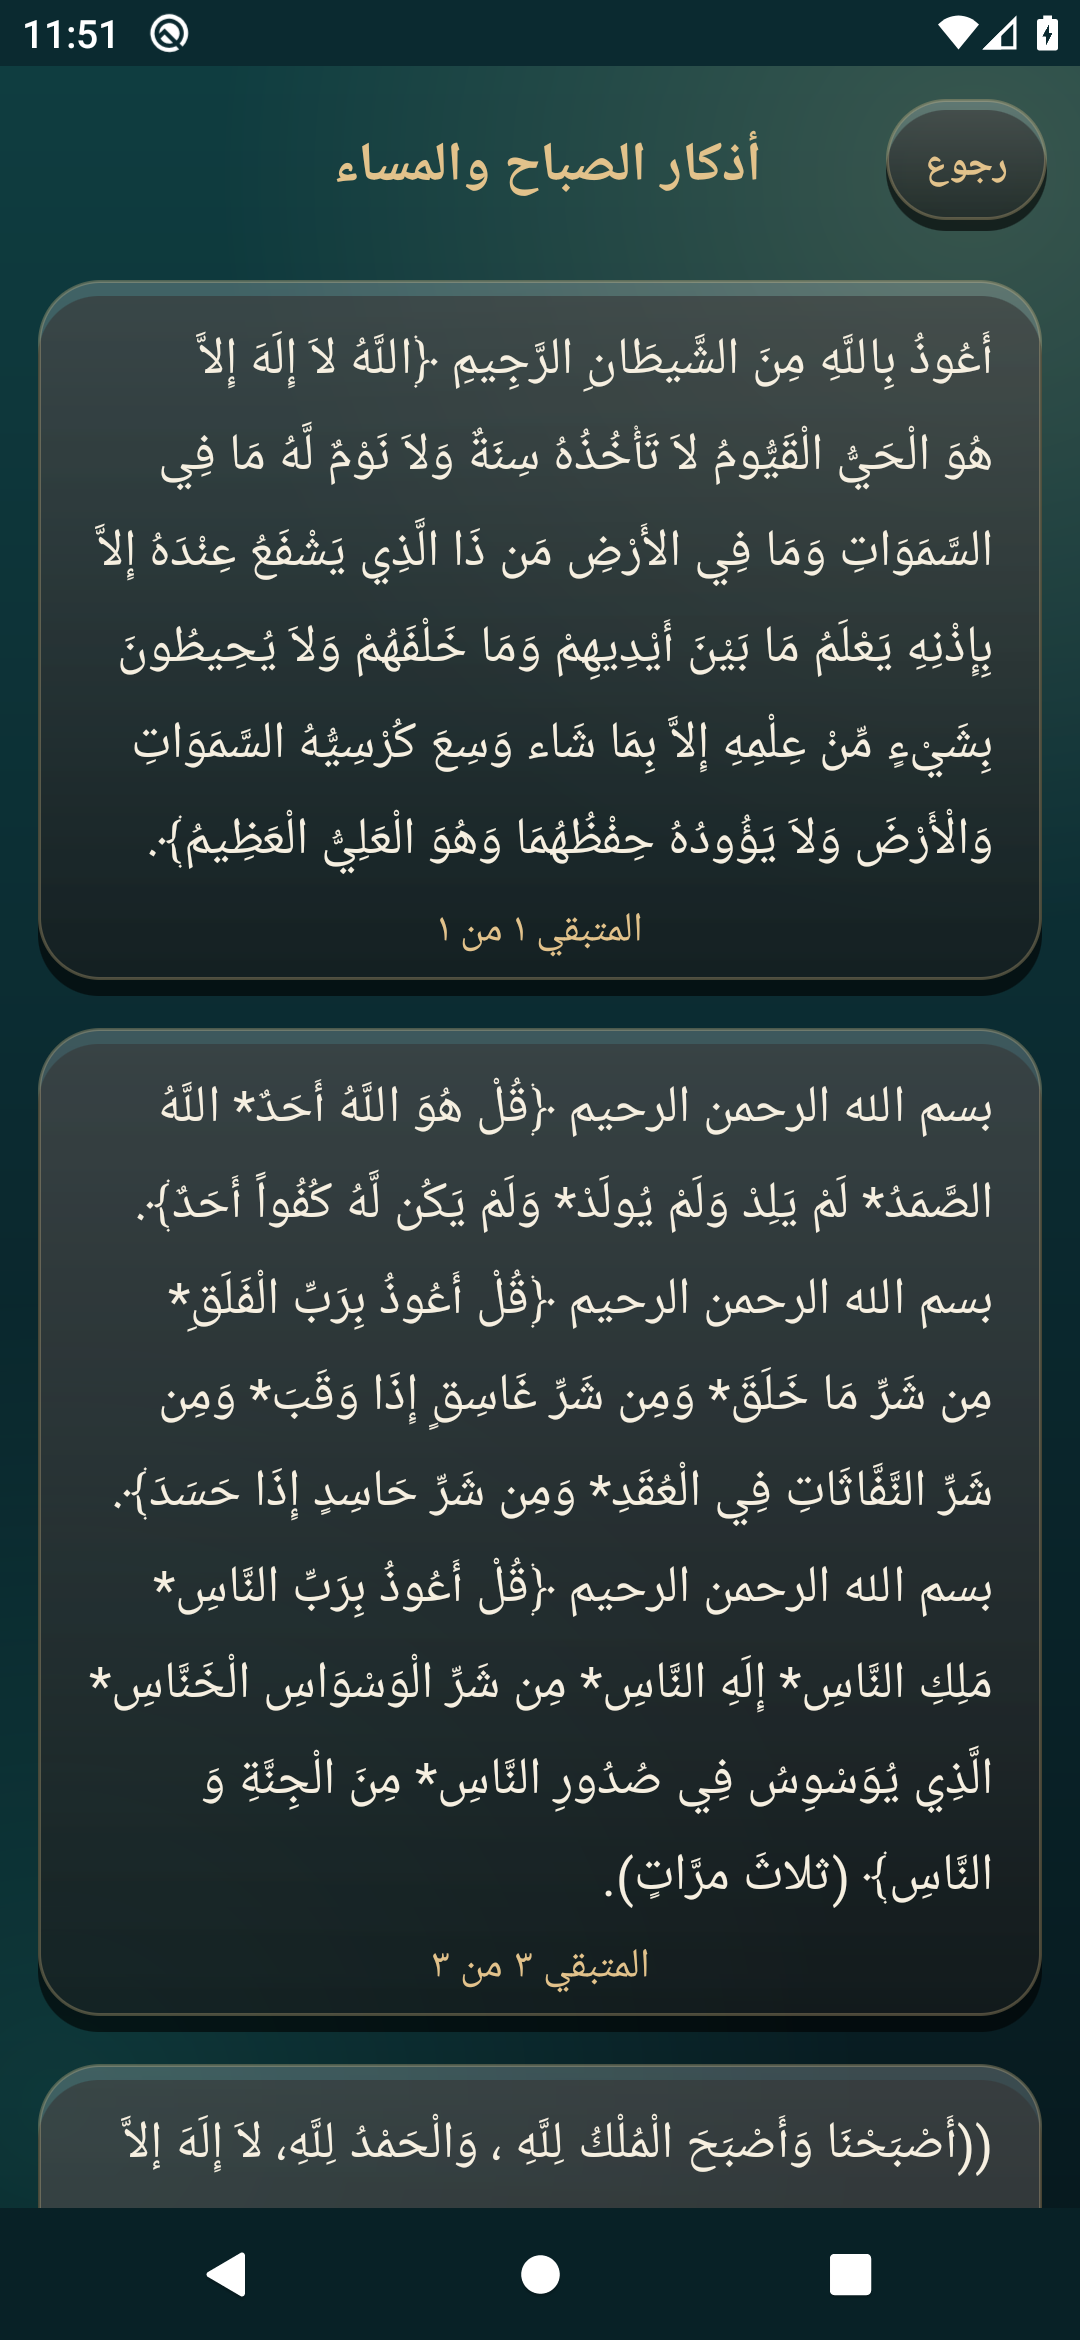 11:51
أذكار الصباح والمساء
رجوع
أَعُوذُ بِاللَّهِ مِنَ الشَّيطَانِ الرَّجِيمِ ﴿اللَّهُ لاَ إِلَهَ إِلاَّ
هُوَ الْحَيُّ الْقَيُّومُ لاَ تَأْخُذُهُ سِنَةٌ وَلاَ نَوْمٌ لَّهُ مَا فِي
السَّمَوَاتِ وَمَا فِي الأَرْضِ مَن ذَا الَّذِي يَشْفَعُ عِنْدَهُ إِلاَّ
بِإِذْنِهِ يَعْلَمُ مَا بَيْنَ أَيْدِيهِمْ وَمَا خَلْفَهُمْ وَلاَ يُحِيطُونَ
بِشَيْءٍ مِّنْ عِلْمِهِ إِلاَّ بِمَا شَاء وَسِعَ كُرْسِيُّهُ السَّمَوَاتِ
وَالْأَرْضَ وَلاَ يَؤُودُهُ حِفْظُهُمَا وَهُوَ الْعَلِيُّ الْعَظِيمُ﴾.
المتبقي ١ من ١
بسم الله الرحمن الرحيم ﴿قُلْ هُوَ اللَّهُ أَحَدٌ* اللَّهُ
الصَّمَدُ* لَمْ يَلِدْ وَلَمْ يُولَدْ* وَلَمْ يَكُن لَّهُ كُفُواً أَحَدٌ﴾.
بسم الله الرحمن الرحيم ﴿قُلْ أَعُوذُ بِرَبِّ الْفَلَقِ*
مِن شَرِّ مَا خَلَقَ* وَمِن شَرِّ غَاسِقٍ إِذَا وَقَبَ* وَمِن
شَرِّ النَّفَّاثَاتِ فِي الْعُقَدِ* وَمِن شَرِّ حَاسِدٍ إِذَا حَسَدَ﴾.
بسم الله الرحمن الرحيم ﴿قُلْ أَعُوذُ بِرَبِّ النَّاسِ*
مَلِكِ النَّاسِ* إِلَهِ النَّاسِ* مِن شَرِّ الْوَسْوَاسِ الْخَنَّاسِ*
الَّذِي يُوَسْوِسُ فِي صُدُورِ النَّاسِ* مِنَ الْجِنَّةِ وَ
النَّاسِ﴾ (ثلاثَ مرَّاتٍ).
المتبقي ٣ من ٣
((أَصْبَحْنَا وَأَصْبَحَ الْمُلْكُ لِلَّهِ ، وَالْحَمْدُ لِلَّهِ، لاَ إِلَهَ إلاَّ